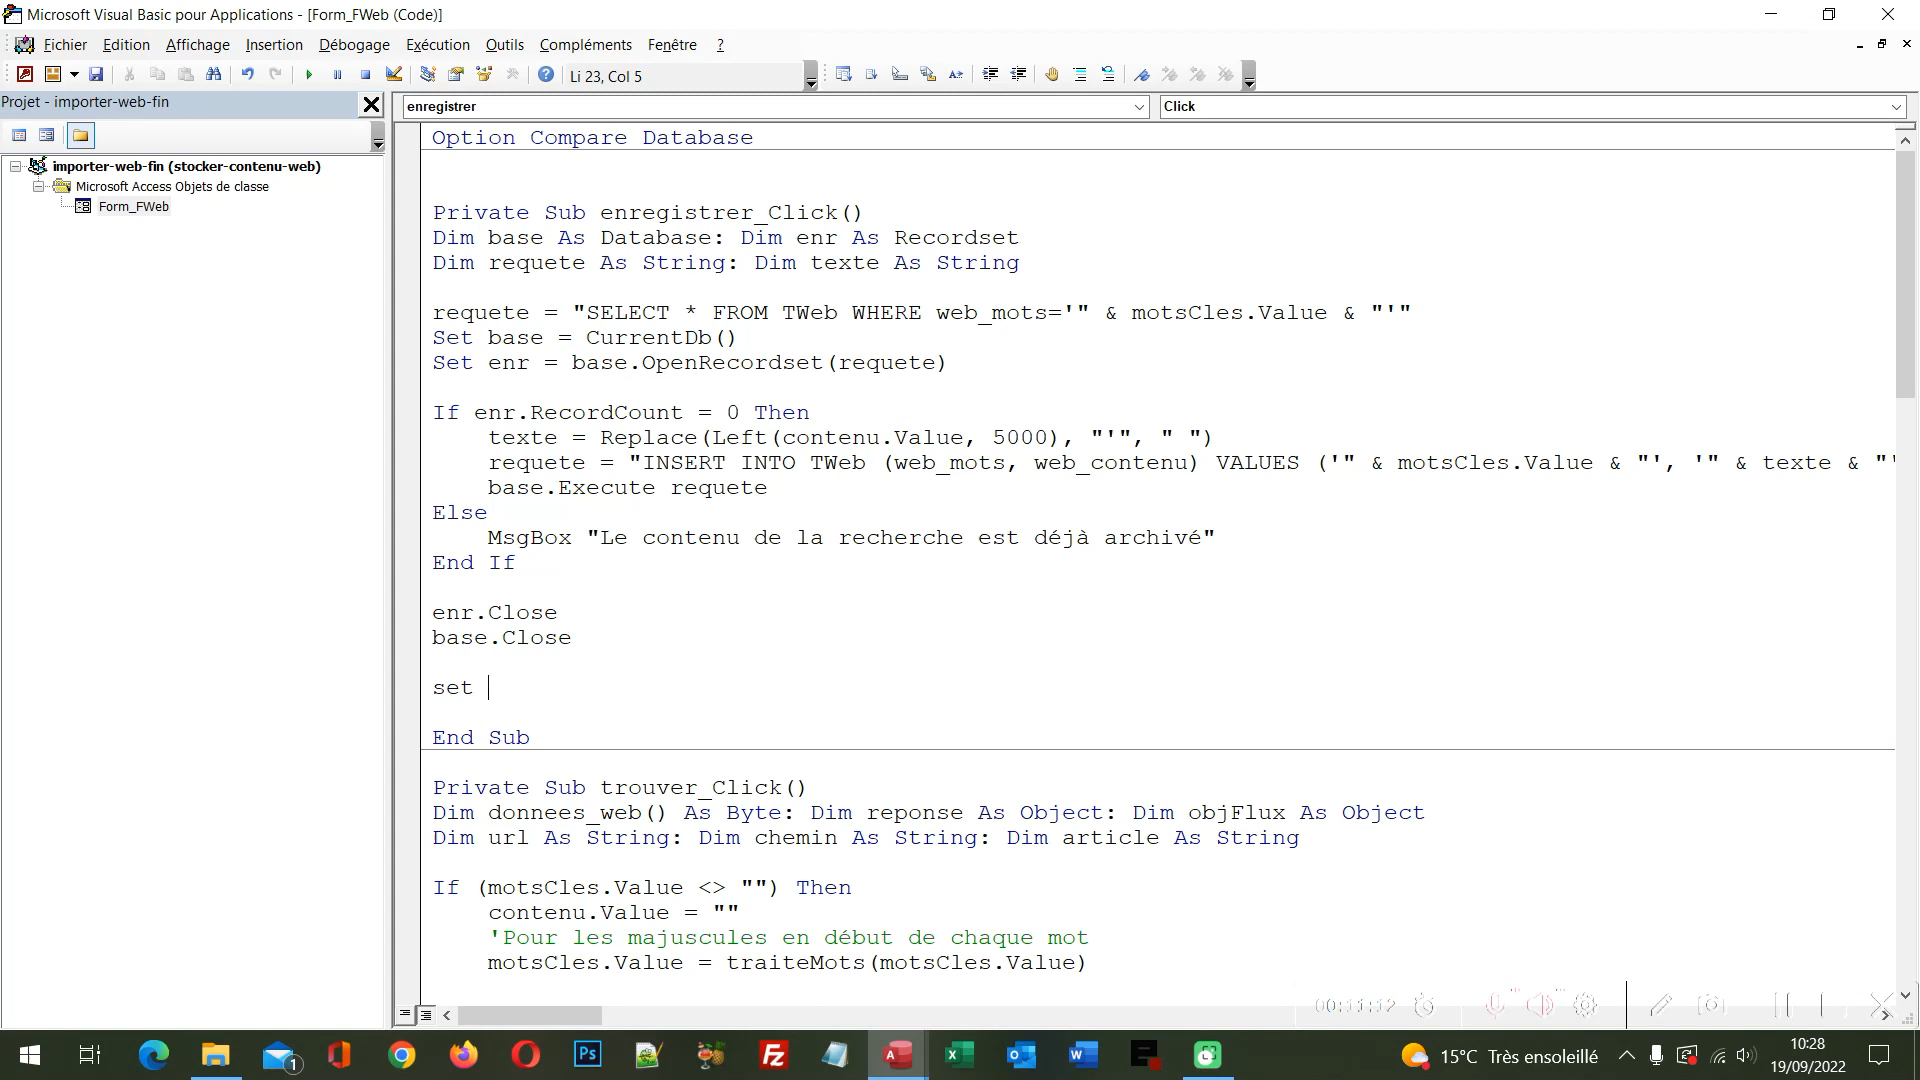 Microsoft Visual Basic pour Applications - [Form_FWeb (Code)]
Fichier Edition Affichage Insertion Débogage Exécution Outils Compléments Fenêtre ?
Li 23, Col 5
Projet - importer-web-fin
importer-web-fin (stocker-contenu-web)
Microsoft Access Objets de classe
Form_FWeb
enregistrer
Click
Option Compare Database
Private Sub enregistrer_Click()
Dim base As Database: Dim enr As Recordset
Dim requete As String: Dim texte As String
requete = "SELECT * FROM TWeb WHERE web_mots='" & motsCles.Value & "'"
Set base = CurrentDb()
Set enr = base.OpenRecordset(requete)
If enr.RecordCount = 0 Then
texte = Replace(Left(contenu.Value, 5000), "'", " ")
requete = "INSERT INTO TWeb (web_mots, web_contenu) VALUES ('" & motsCles.Value & "', '" & texte & "'
base.Execute requete
Else
MsgBox "Le contenu de la recherche est déjà archivé"
End If
enr.Close
base.Close
set
End Sub
Private Sub trouver_Click()
Dim donnees_web() As Byte: Dim reponse As Object: Dim objFlux As Object
Dim url As String: Dim chemin As String: Dim article As String
If (motsCles.Value <> "") Then
contenu.Value = ""
'Pour les majuscules en début de chaque mot
motsCles.Value = traiteMots(motsCles.Value)
00:11:12
1
Ps
Fz
A
15°C Très ensoleillé
10:28
19/09/2022